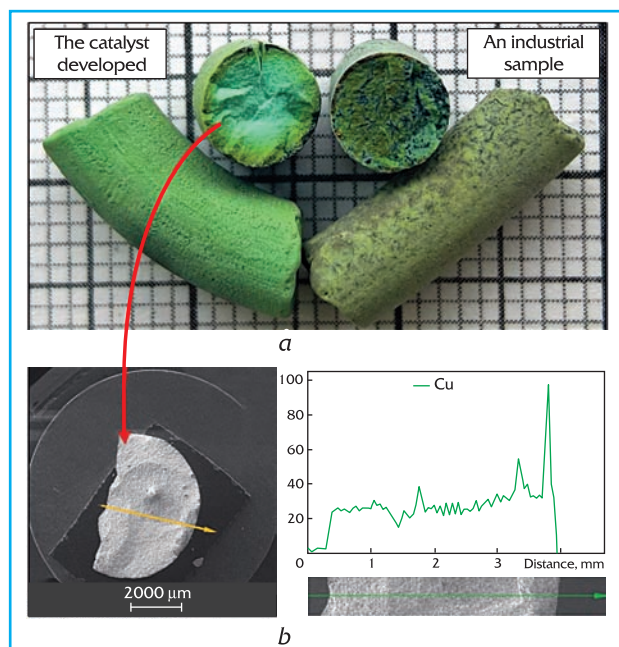 The catalyst
developed
An industrial
sample
a
100
80
60
40
20
0
Cu
1
2
3
Distance, mm
2000 μm
b